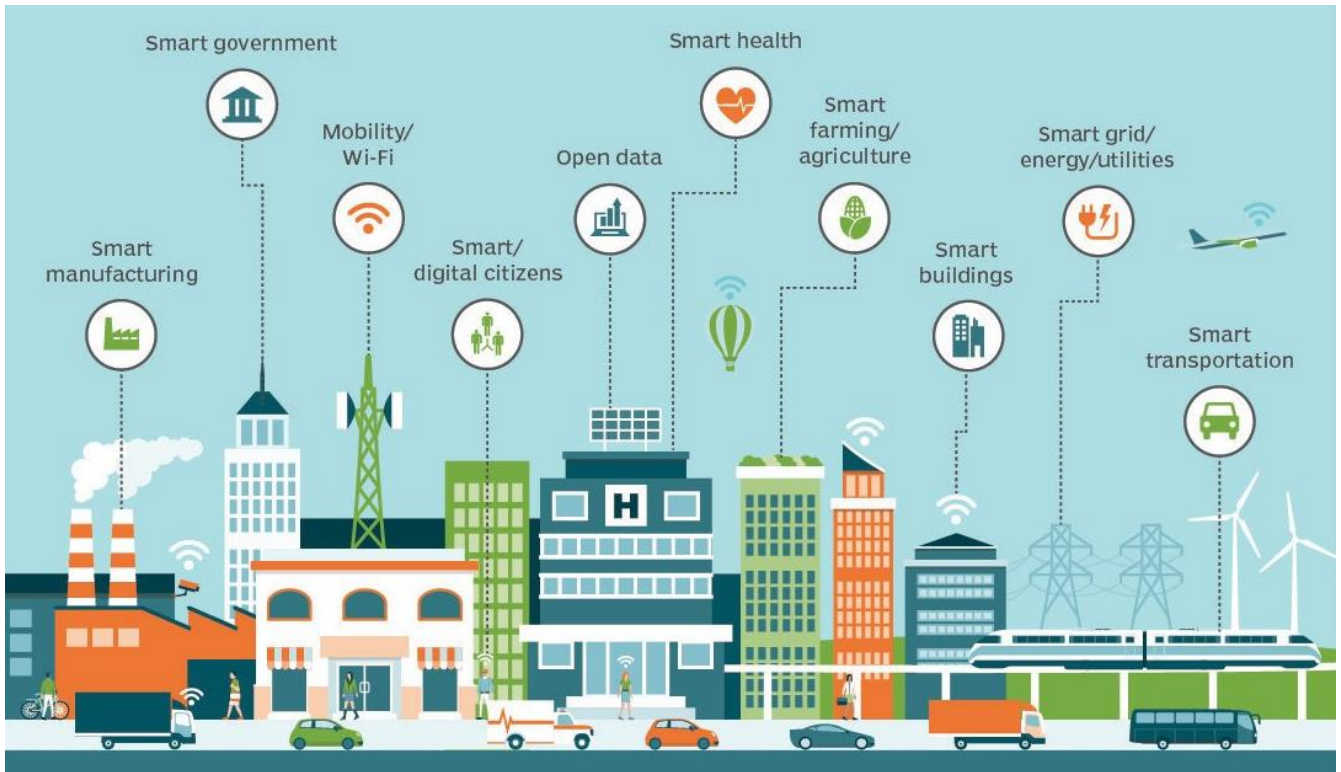 Smart government
Smart health
Mobility/
Wi-Fi
Open data
Smart
farming/
agriculture
Smart grid/
energy/utilities
Smart
manufacturing
Smart/
digital citizens
Smart
buildings
Smart
transportation
H